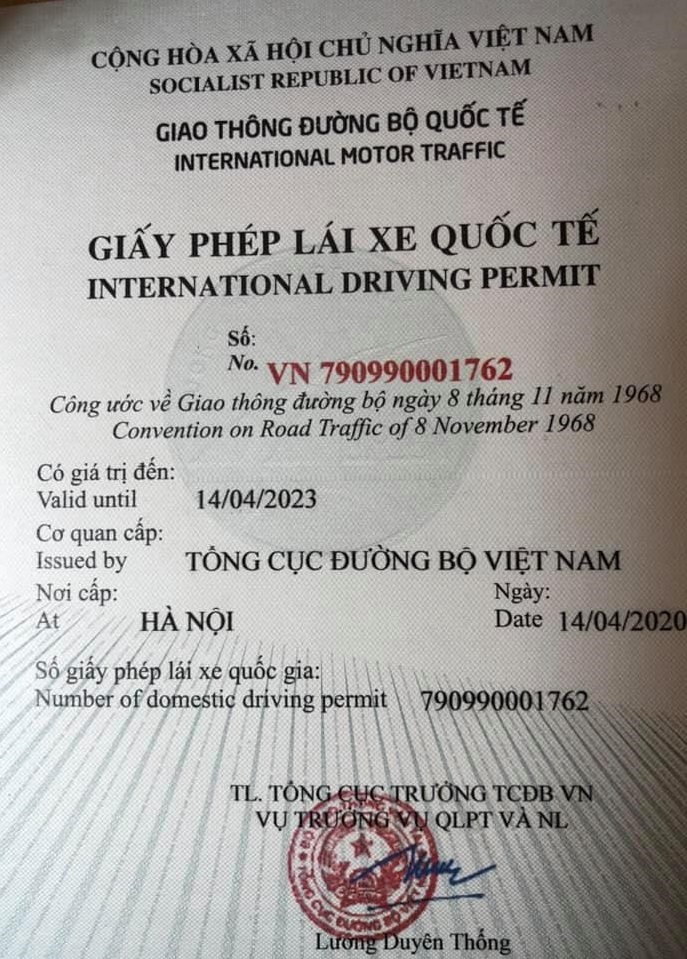 CỘNG HÒA XÃ HỘI CHỦ NGHĨA VIỆT NAM
SOCIALIST REPUBLIC OF VIETNAM
GIAO THÔNG ĐƯỜNG BỘ QUỐC TẾ
INTERNATIONAL MOTOR TRAFFIC
GIẤY PHÉP LÁI XE QUỐC TẾ
INTERNATIONAL DRIVING PERMIT
Số:
No. VN 790990001762
Công ước về Giao thông đường bộ ngày 8 tháng 11 năm 1968
Convention on Road Traffic of 8 November 1968
Có giá trị đến:
Valid until 14/04/2023
Cơ quan cấp:
Issued by TỔNG CỤC ĐƯỜNG BỘ VIỆT NAM
Nơi cấp: Ngày:
At HÀ NỘI Date 14/04/2020
Số giấy phép lái xe quốc gia:
Number of domestic driving permit 790990001762
TL. TỔNG CỤC TRƯỞNG TCĐB VN
VỤ TRƯỞNG VỤ QLPT VÀ NL
TỔNG CỤC ĐƯỜNG BỘ VIỆT
Lương Duyên Thống